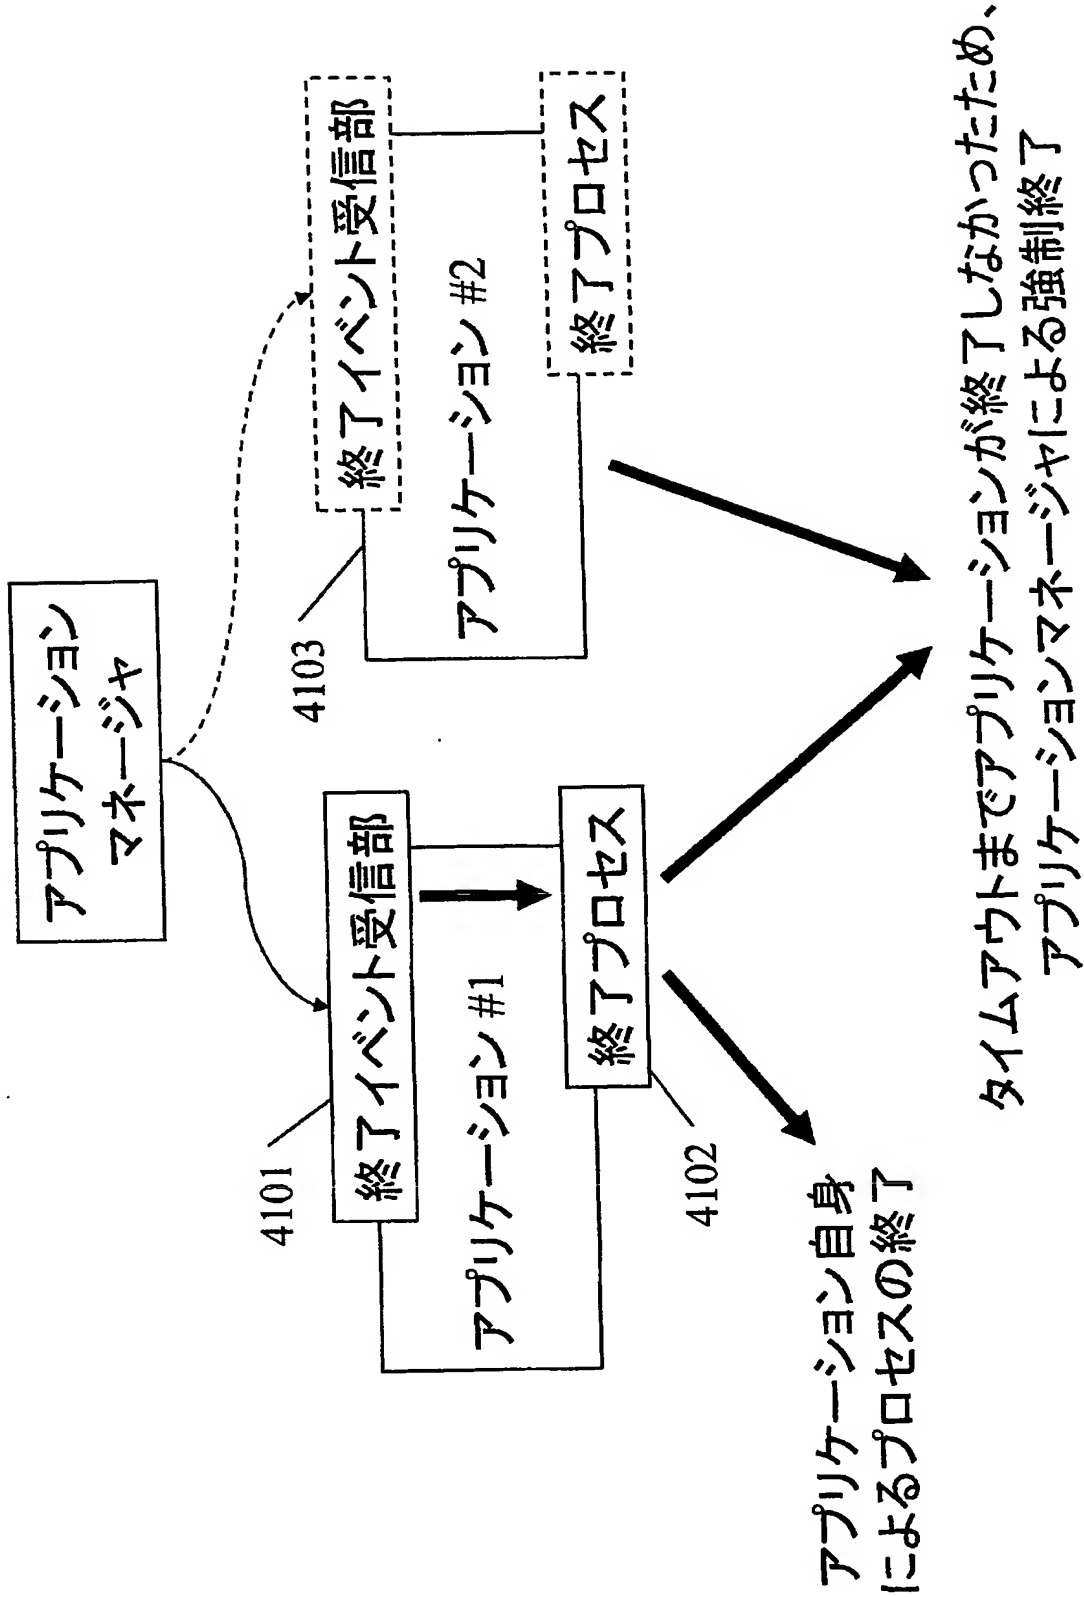 アプリケーション
マネージャ
4101
終了イベント受信部
アプリケーション #1
終了プロセス
4102
4103
終了イベント受信部
アプリケーション #2
終了プロセス
アプリケーション自身
によるプロセスの終了
タイムアウトまでアプリケーションが終了しなかったため、
アプリケーションマネージャによる強制終了